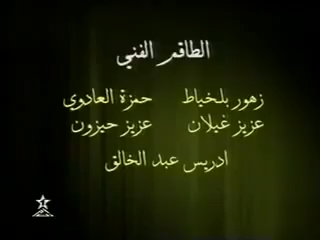 الطاقم الفني
زهور بلخياط حمزة العادوي
عزيز غيلان عزيز حيزون
ادريس عبد الخالق